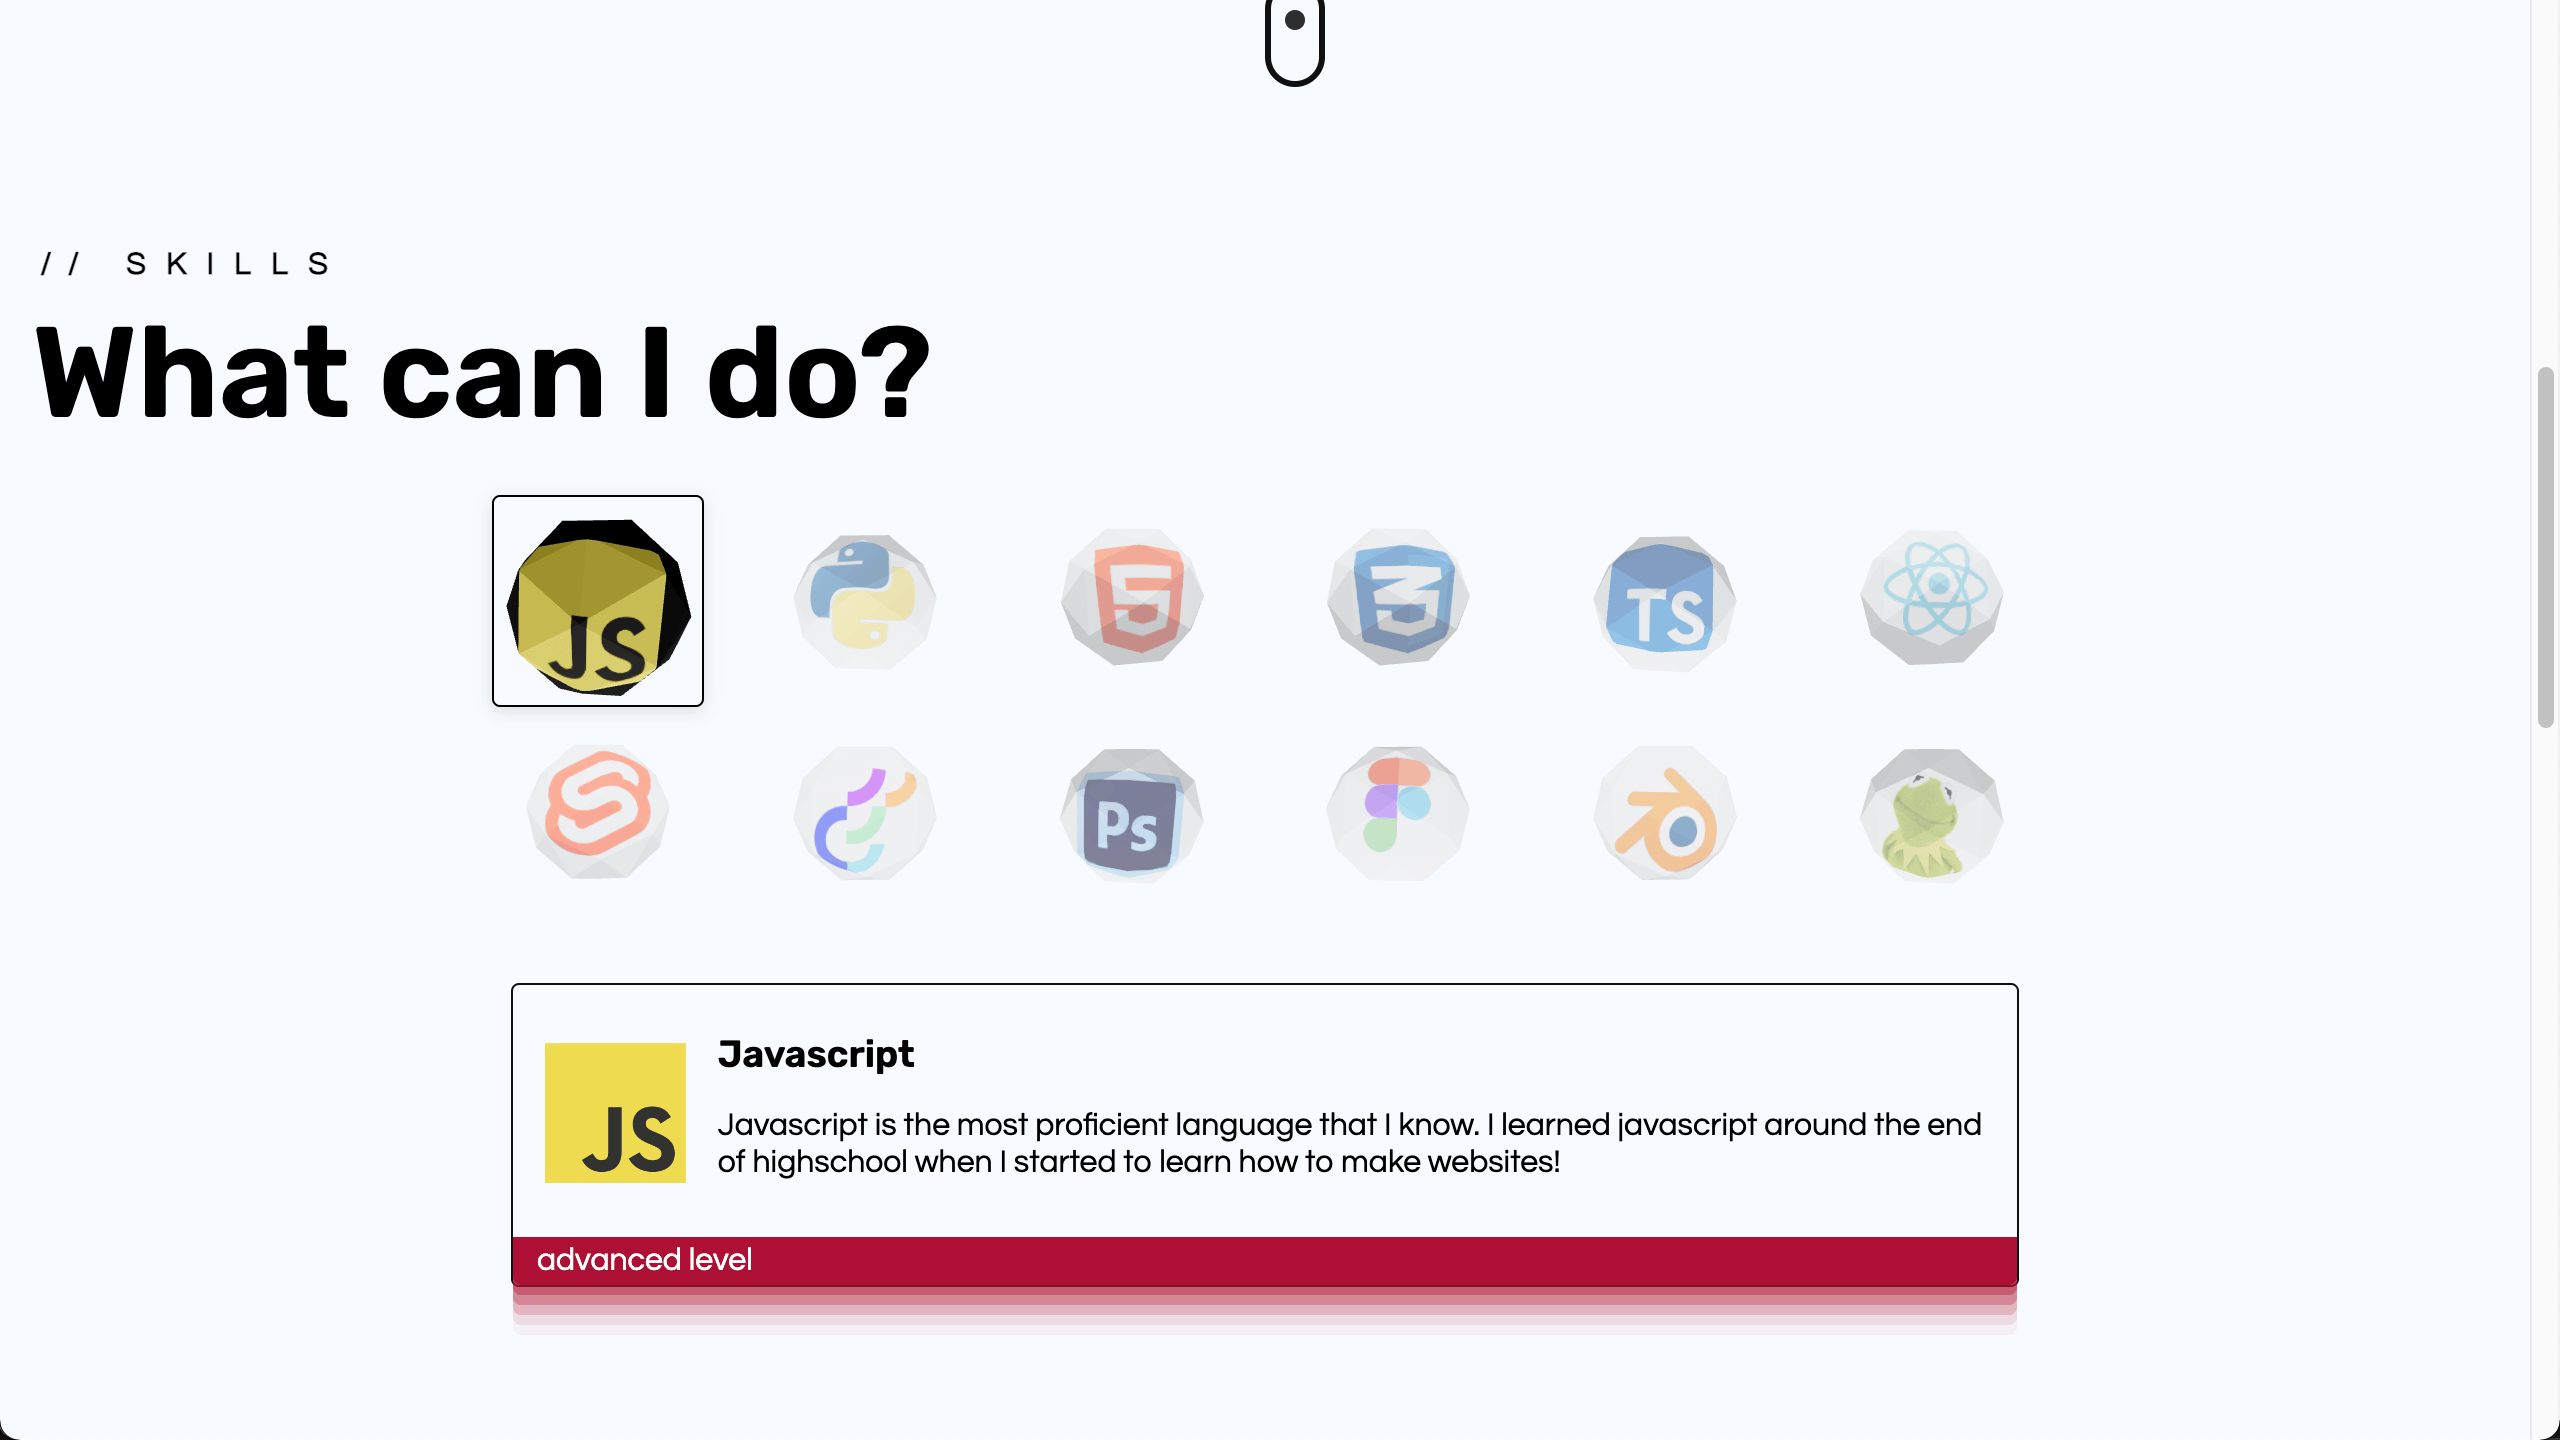 // SKILLS
What can I do?
JS
TS
Ps
Javascript
JS
Javascript is the most proficient language that I know. I learned javascript around the end
of highschool when I started to learn how to make websites!
advanced level